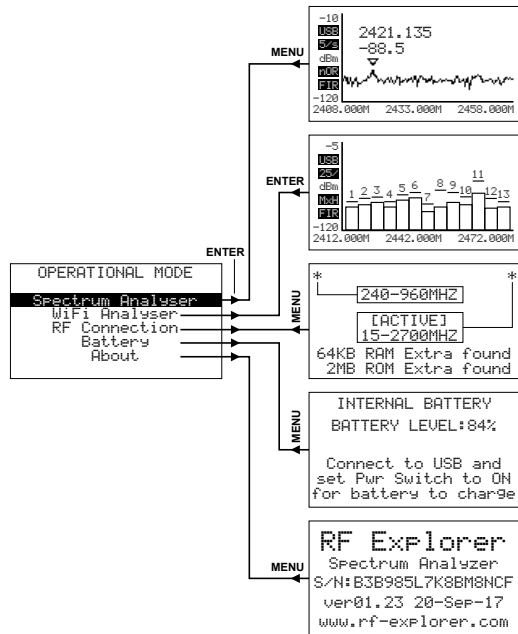 -10
USB
5/s
dBm
nOR
FIR
-120
2421.135
-88.5
2408.000M 2433.000M 2458.000M
MENU
-5
USB
25/
dBm
MxH
FIR
-120
1 2 3 4 5 6 7 8 9 10 11 12 13
2412.000M 2442.000M 2472.000M
ENTER
ENTER
OPERATIONAL MODE
Spectrum Analyser
WiFi Analyser
RF Connection
Battery
About
* *
240-960MHZ
[ACTIVE]
15-2700MHZ
64KB RAM Extra found
2MB ROM Extra found
MENU
INTERNAL BATTERY
BATTERY LEVEL:84%
Connect to USB and
set Pwr Switch to ON
for battery to charge
MENU
RF Explorer
Spectrum Analyzer
S/N:B3B985L7K8BM8NCF
ver01.23 20-Sep-17
www.rf-explorer.com
MENU